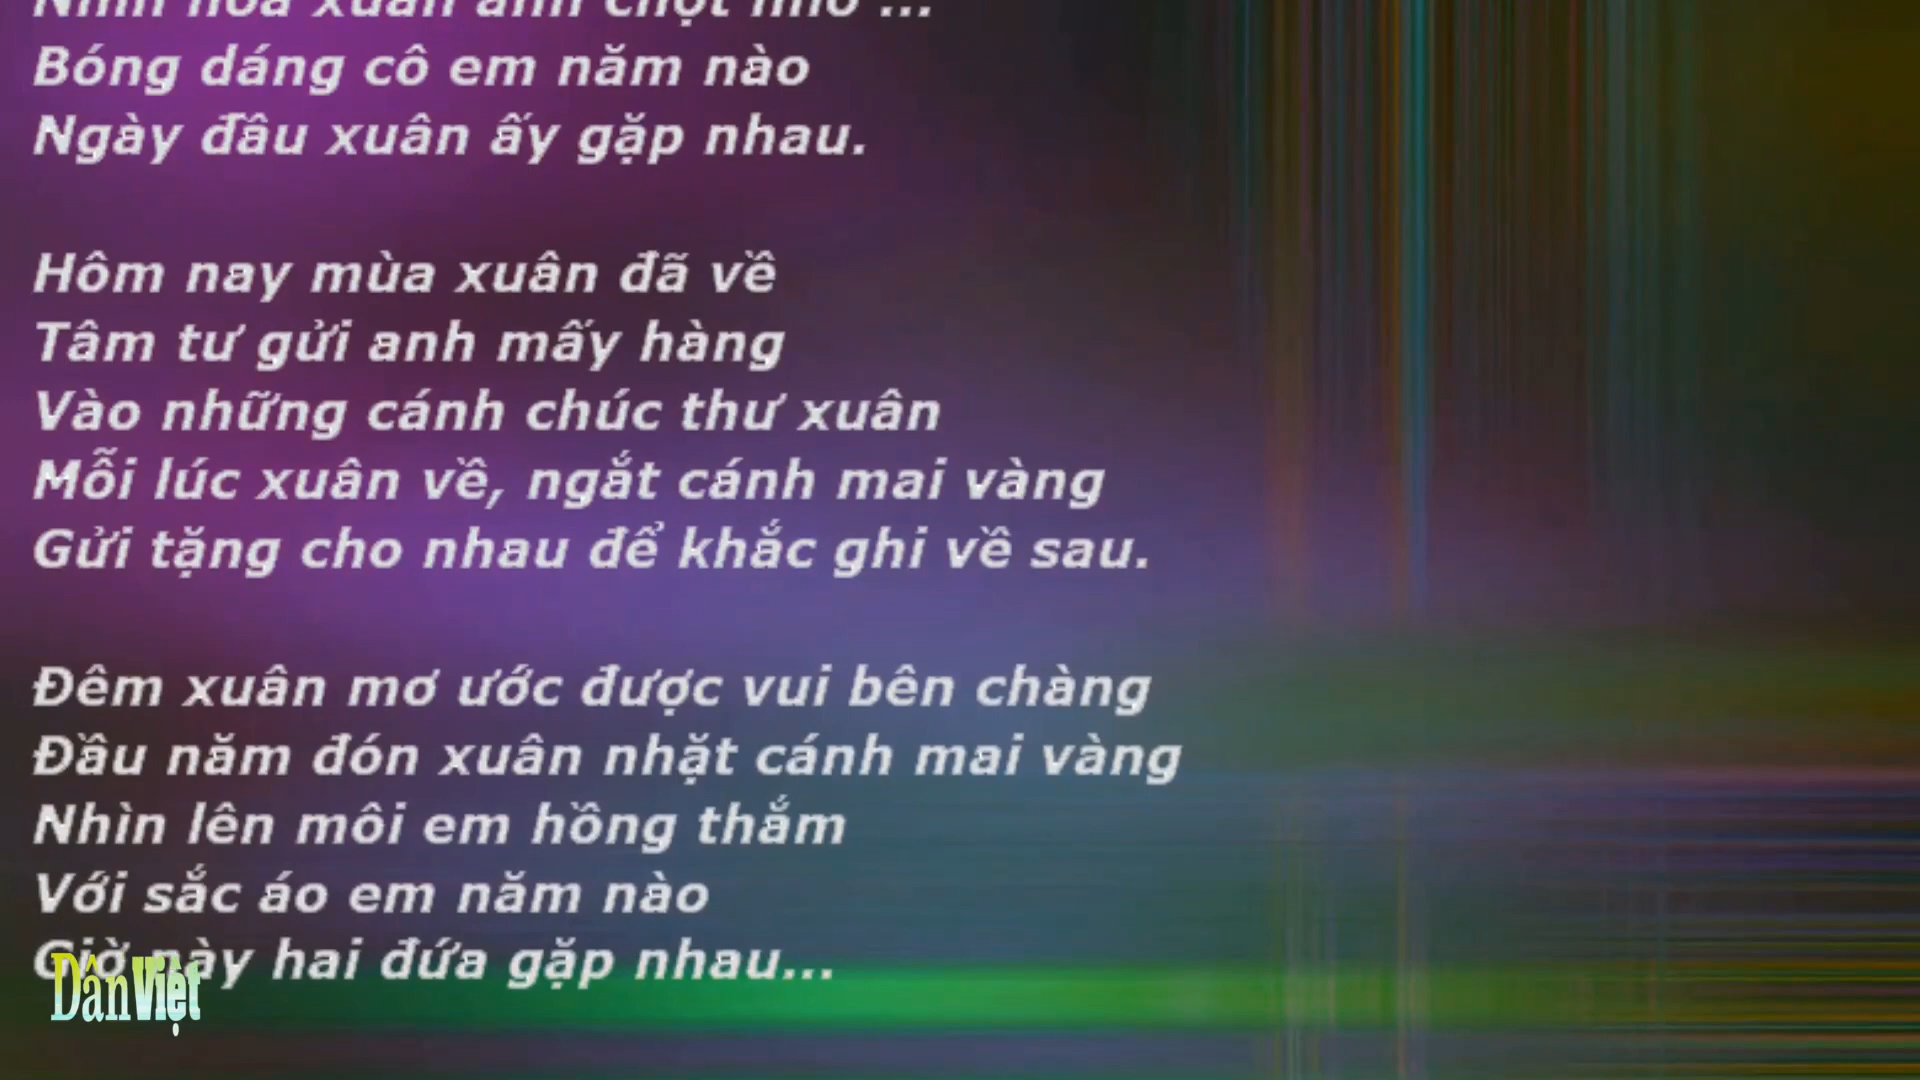 Nhìn hoa xuân anh chợt nhớ ...
Bóng dáng cô em năm nào
Ngày đầu xuân ấy gặp nhau.
Hôm nay mùa xuân đã về
Tâm tư gửi anh mấy hàng
Vào những cánh chúc thư xuân
Mỗi lúc xuân về, ngắt cánh mai vàng
Gửi tặng cho nhau để khắc ghi về sau.
Đêm xuân mơ ước được vui bên chàng
Đầu năm đón xuân nhặt cánh mai vàng
Nhìn lên môi em hồng thắm
Với sắc áo em năm nào
Giờ này hai đứa gặp nhau...
Dân Việt